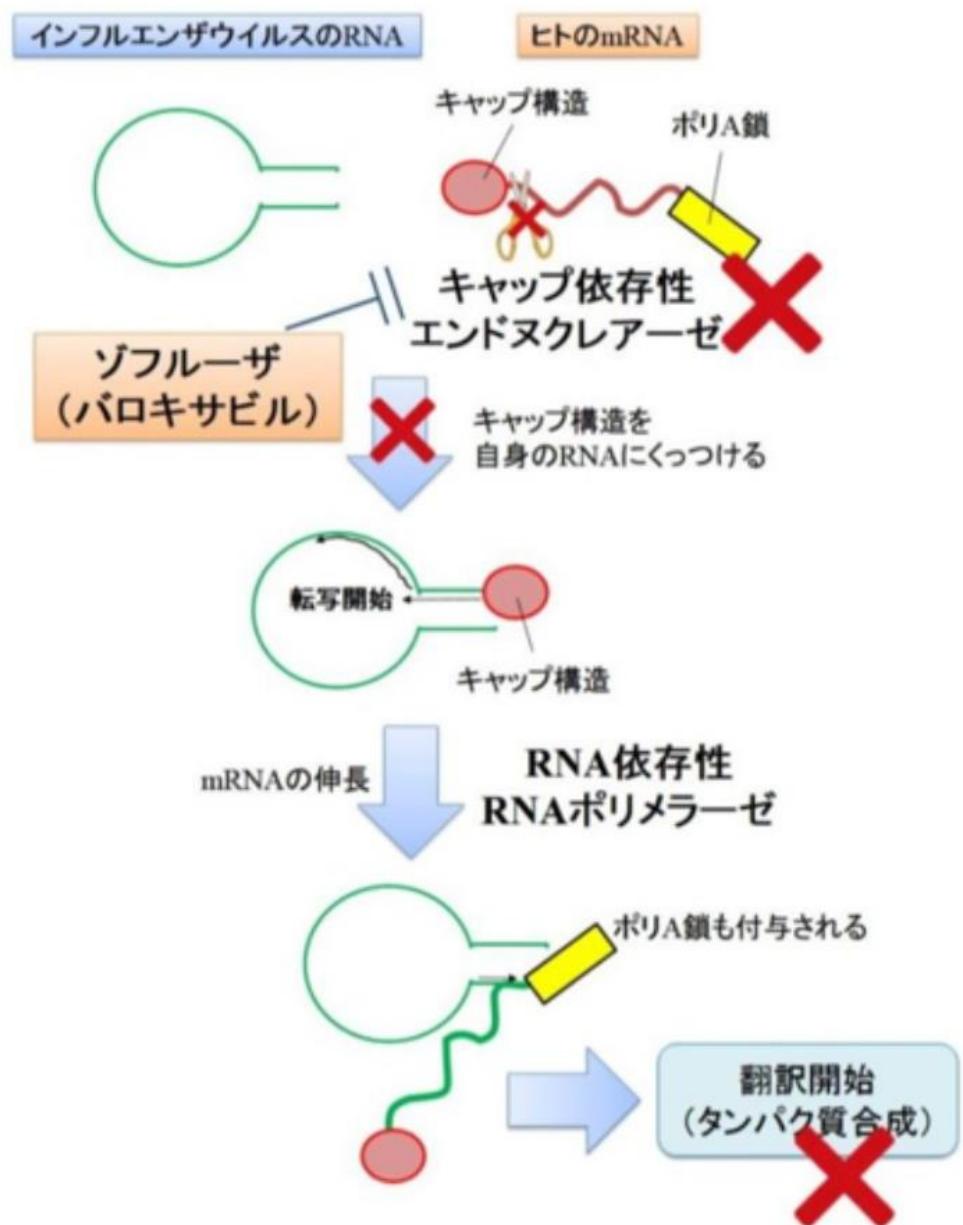 インフルエンザウイルスのRNA
ヒトのmRNA
キャップ構造
ポリA鎖
キャップ依存性
エンドヌクレアーゼ
ゾフルーザ
（バロキサビル）
キャップ構造を
自身のRNAにくっつける
転写開始
キャップ構造
mRNAの伸長
RNA依存性
RNAポリメラーゼ
ポリA鎖も付与される
翻訳開始
（タンパク質合成）